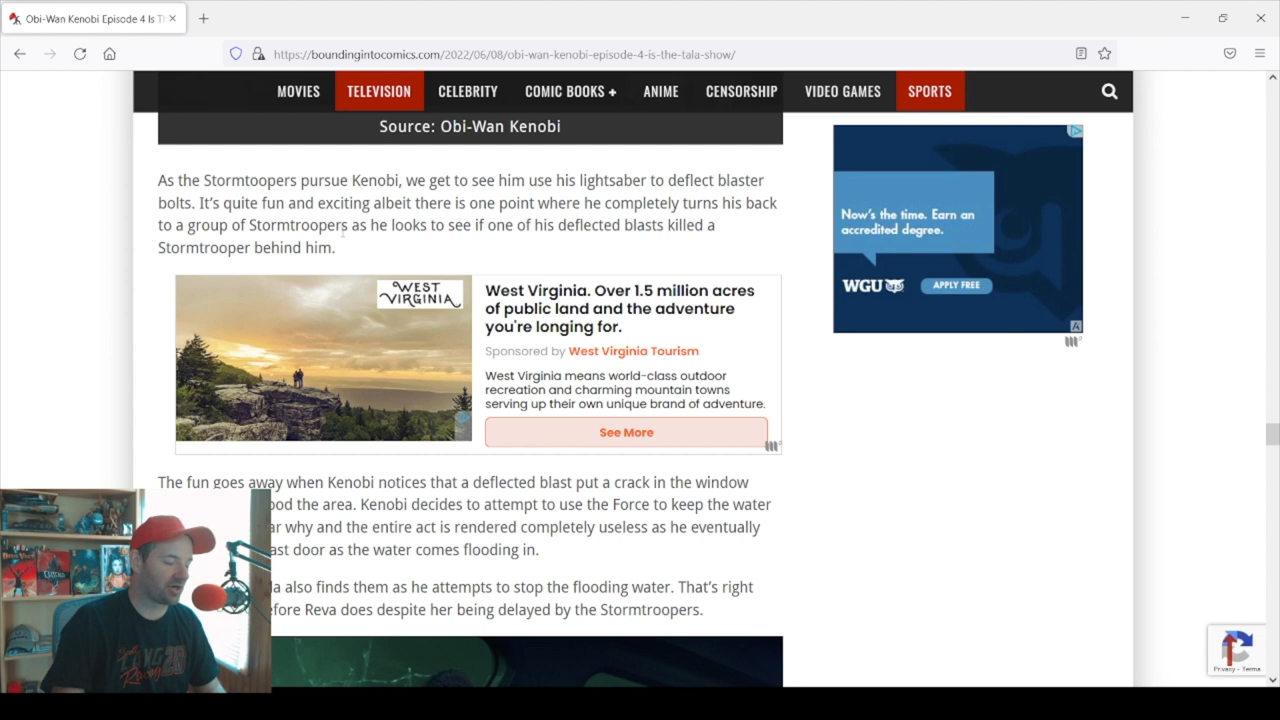 Obi-Wan Kenobi Episode 4 Is Th
https://boundingintocomics.com/2022/06/08/obi-wan-kenobi-episode-4-is-the-tala-show/
MOVIES TELEVISION CELEBRITY COMIC BOOKS + ANIME CENSORSHIP VIDEO GAMES SPORTS
Source: Obi-Wan Kenobi
As the Stormtoopers pursue Kenobi, we get to see him use his lightsaber to deflect blaster
bolts. It's quite fun and exciting albeit there is one point where he completely turns his back
to a group of Stormtroopers as he looks to see if one of his deflected blasts killed a
Stormtrooper behind him.
WEST
VIRGINIA
West Virginia. Over 1.5 million acres
of public land and the adventure
you're longing for.
Sponsored by West Virginia Tourism
West Virginia means world-class outdoor
recreation and charming mountain towns
serving up their own unique brand of adventure.
See More
Now's the time. Earn an
accredited degree.
WGU APPLY FREE
The fun goes away when Kenobi notices that a deflected blast put a crack in the window
the area. Kenobi decides to attempt to use the Force to keep the water
why and the entire act is rendered completely useless as he eventually
door as the water comes flooding in.
also finds them as he attempts to stop the flooding water. That's right
Reva does despite her being delayed by the Stormtroopers.
Privacy - Terms